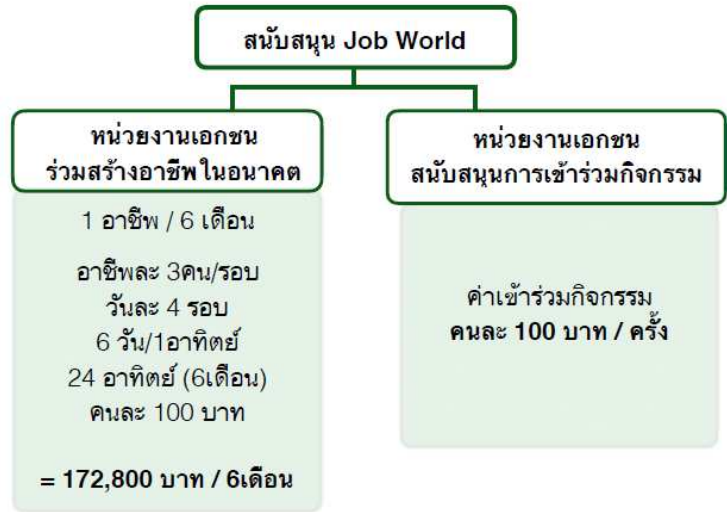 สนับสนุน Job World
หน่วยงานเอกชน
ร่วมสร้างอาชีพในอนาคต
1 อาชีพ / 6 เดือน
อาชีพละ 3คน/รอบ
วันละ 4 รอบ
6 วัน/1อาทิตย์
24 อาทิตย์ (6เดือน)
คนละ 100 บาท
= 172,800 บาท / 6เดือน
หน่วยงานเอกชน
สนับสนุนการเข้าร่วมกิจกรรม
ค่าเข้าร่วมกิจกรรม
คนละ 100 บาท / ครั้ง